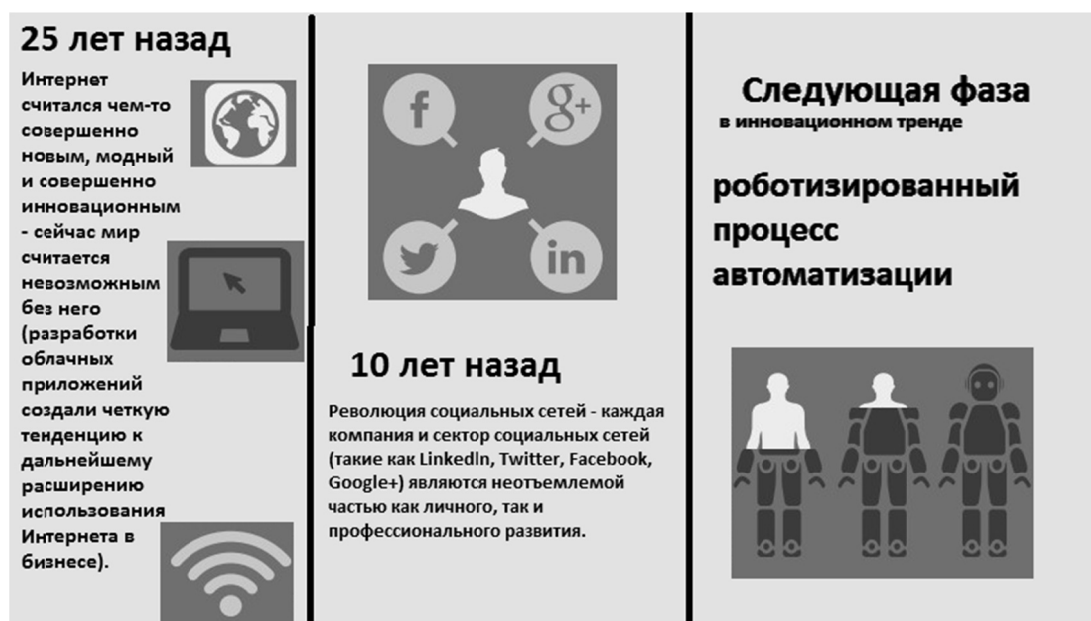 25 лет назад
Интернет
считался чем-то
совершенно
новым, модный
и совершенно
инновационным
- сейчас мир
считается
невозможным
без него
(разработки
облачных
приложений
создали четкую
тенденцию к
дальнейшему
расширению
использования
Интернета в
бизнесе).
f
g+
in
10 лет назад
Революция социальных сетей - каждая
компания и сектор социальных сетей
(такие как LinkedIn, Twitter, Facebook,
Google+) являются неотъемлемой
частью как личного, так и
профессионального развития.
Следующая фаза
в инновационном тренде
роботизированный
процесс
автоматизации